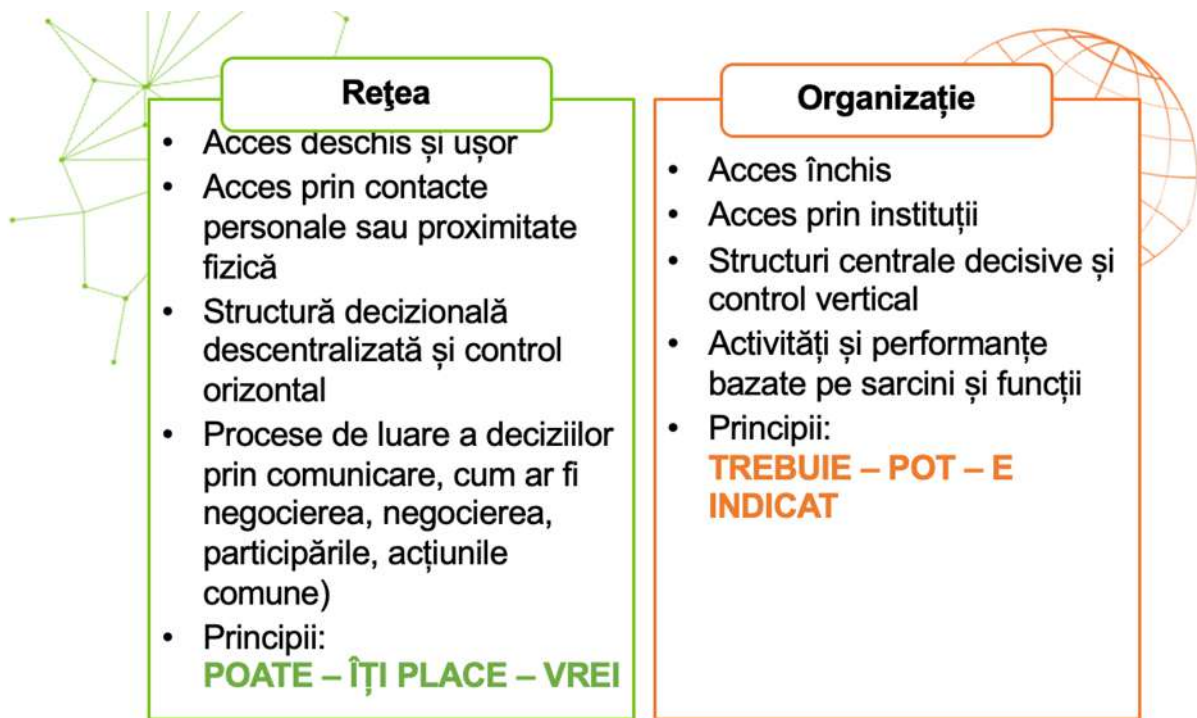 Reţea
• Acces deschis și ușor
• Acces prin contacte
personale sau proximitate
fizică
• Structură decizională
descentralizată și control
orizontal
• Procese de luare a deciziilor
prin comunicare, cum ar fi
negocierea, negocierea,
participările, acțiunile
comune)
• Principii:
POATE – ÎȚI PLACE – VREI
Organizație
• Acces închis
• Acces prin instituții
• Structuri centrale decisive și
control vertical
• Activități și performanțe
bazate pe sarcini și funcții
• Principii:
TREBUIE – POT – E
INDICAT